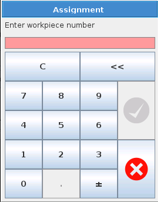 Assignment
Enter workpiece number
C <<
7 8 9
4 5 6
1 2 3
0 . ±